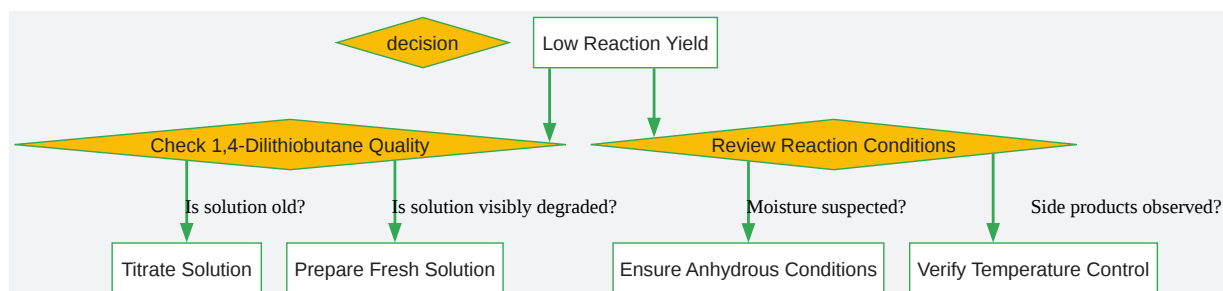 decision
Low Reaction Yield
Check 1,4-Dilithiobutane Quality
Review Reaction Conditions
Is solution old?
Is solution visibly degraded?
Moisture suspected?
Side products observed?
Titrate Solution
Prepare Fresh Solution
Ensure Anhydrous Conditions
Verify Temperature Control